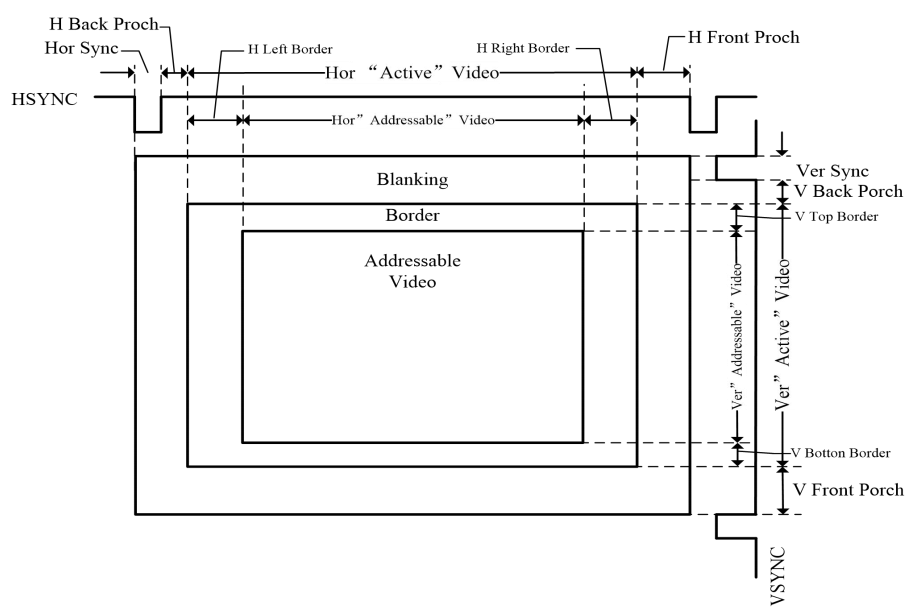 H Back Proch
Hor Sync
H Left Border
H Right Border
H Front Proch
Hor “Active” Video
HSYNC
Hor” Addressable” Video
Ver Sync
Blanking
V Back Porch
Border
V Top Border
Addressable
Video
Ver” Addressable” Video
Ver” Active” Video
V Botton Border
V Front Porch
VSYNC